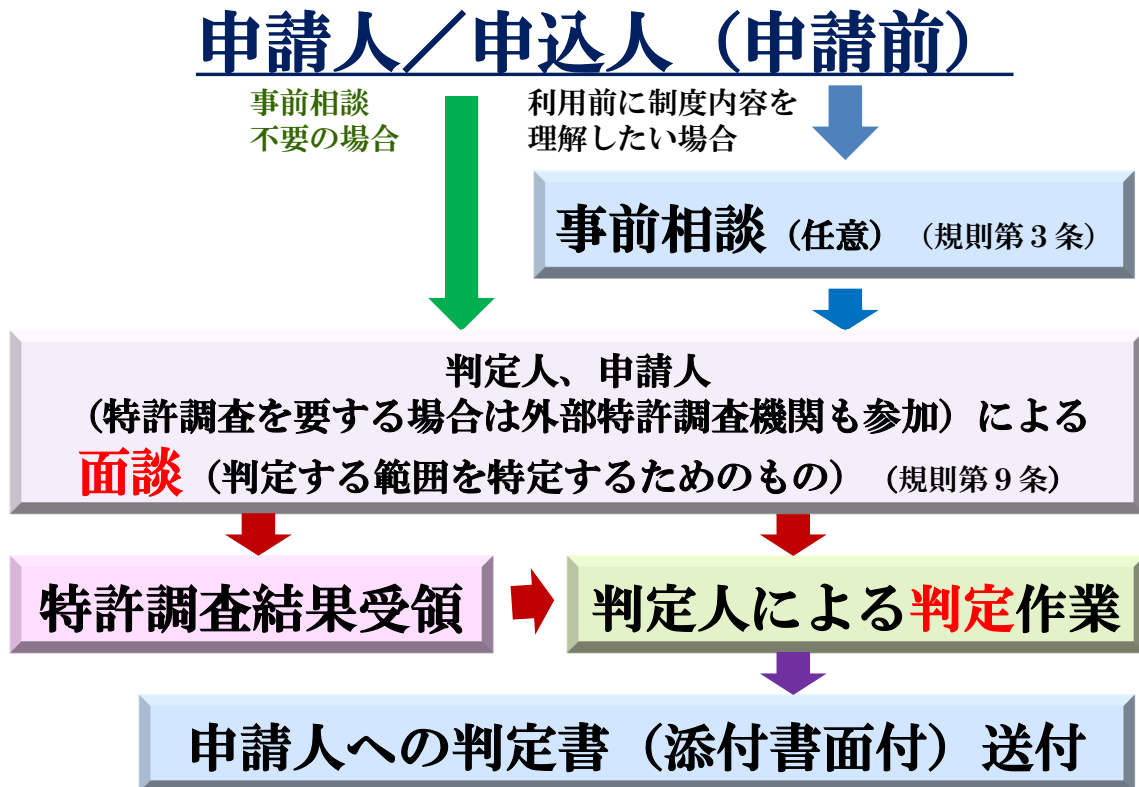 申請人／申込人（申請前）
事前相談
不要の場合
利用前に制度内容を
理解したい場合
事前相談（任意）（規則第３条）
判定人、申請人
（特許調査を要する場合は外部特許調査機関も参加）による
面談（判定する範囲を特定するためのもの）（規則第９条）
特許調査結果受領
判定人による判定作業
申請人への判定書（添付書面付）送付